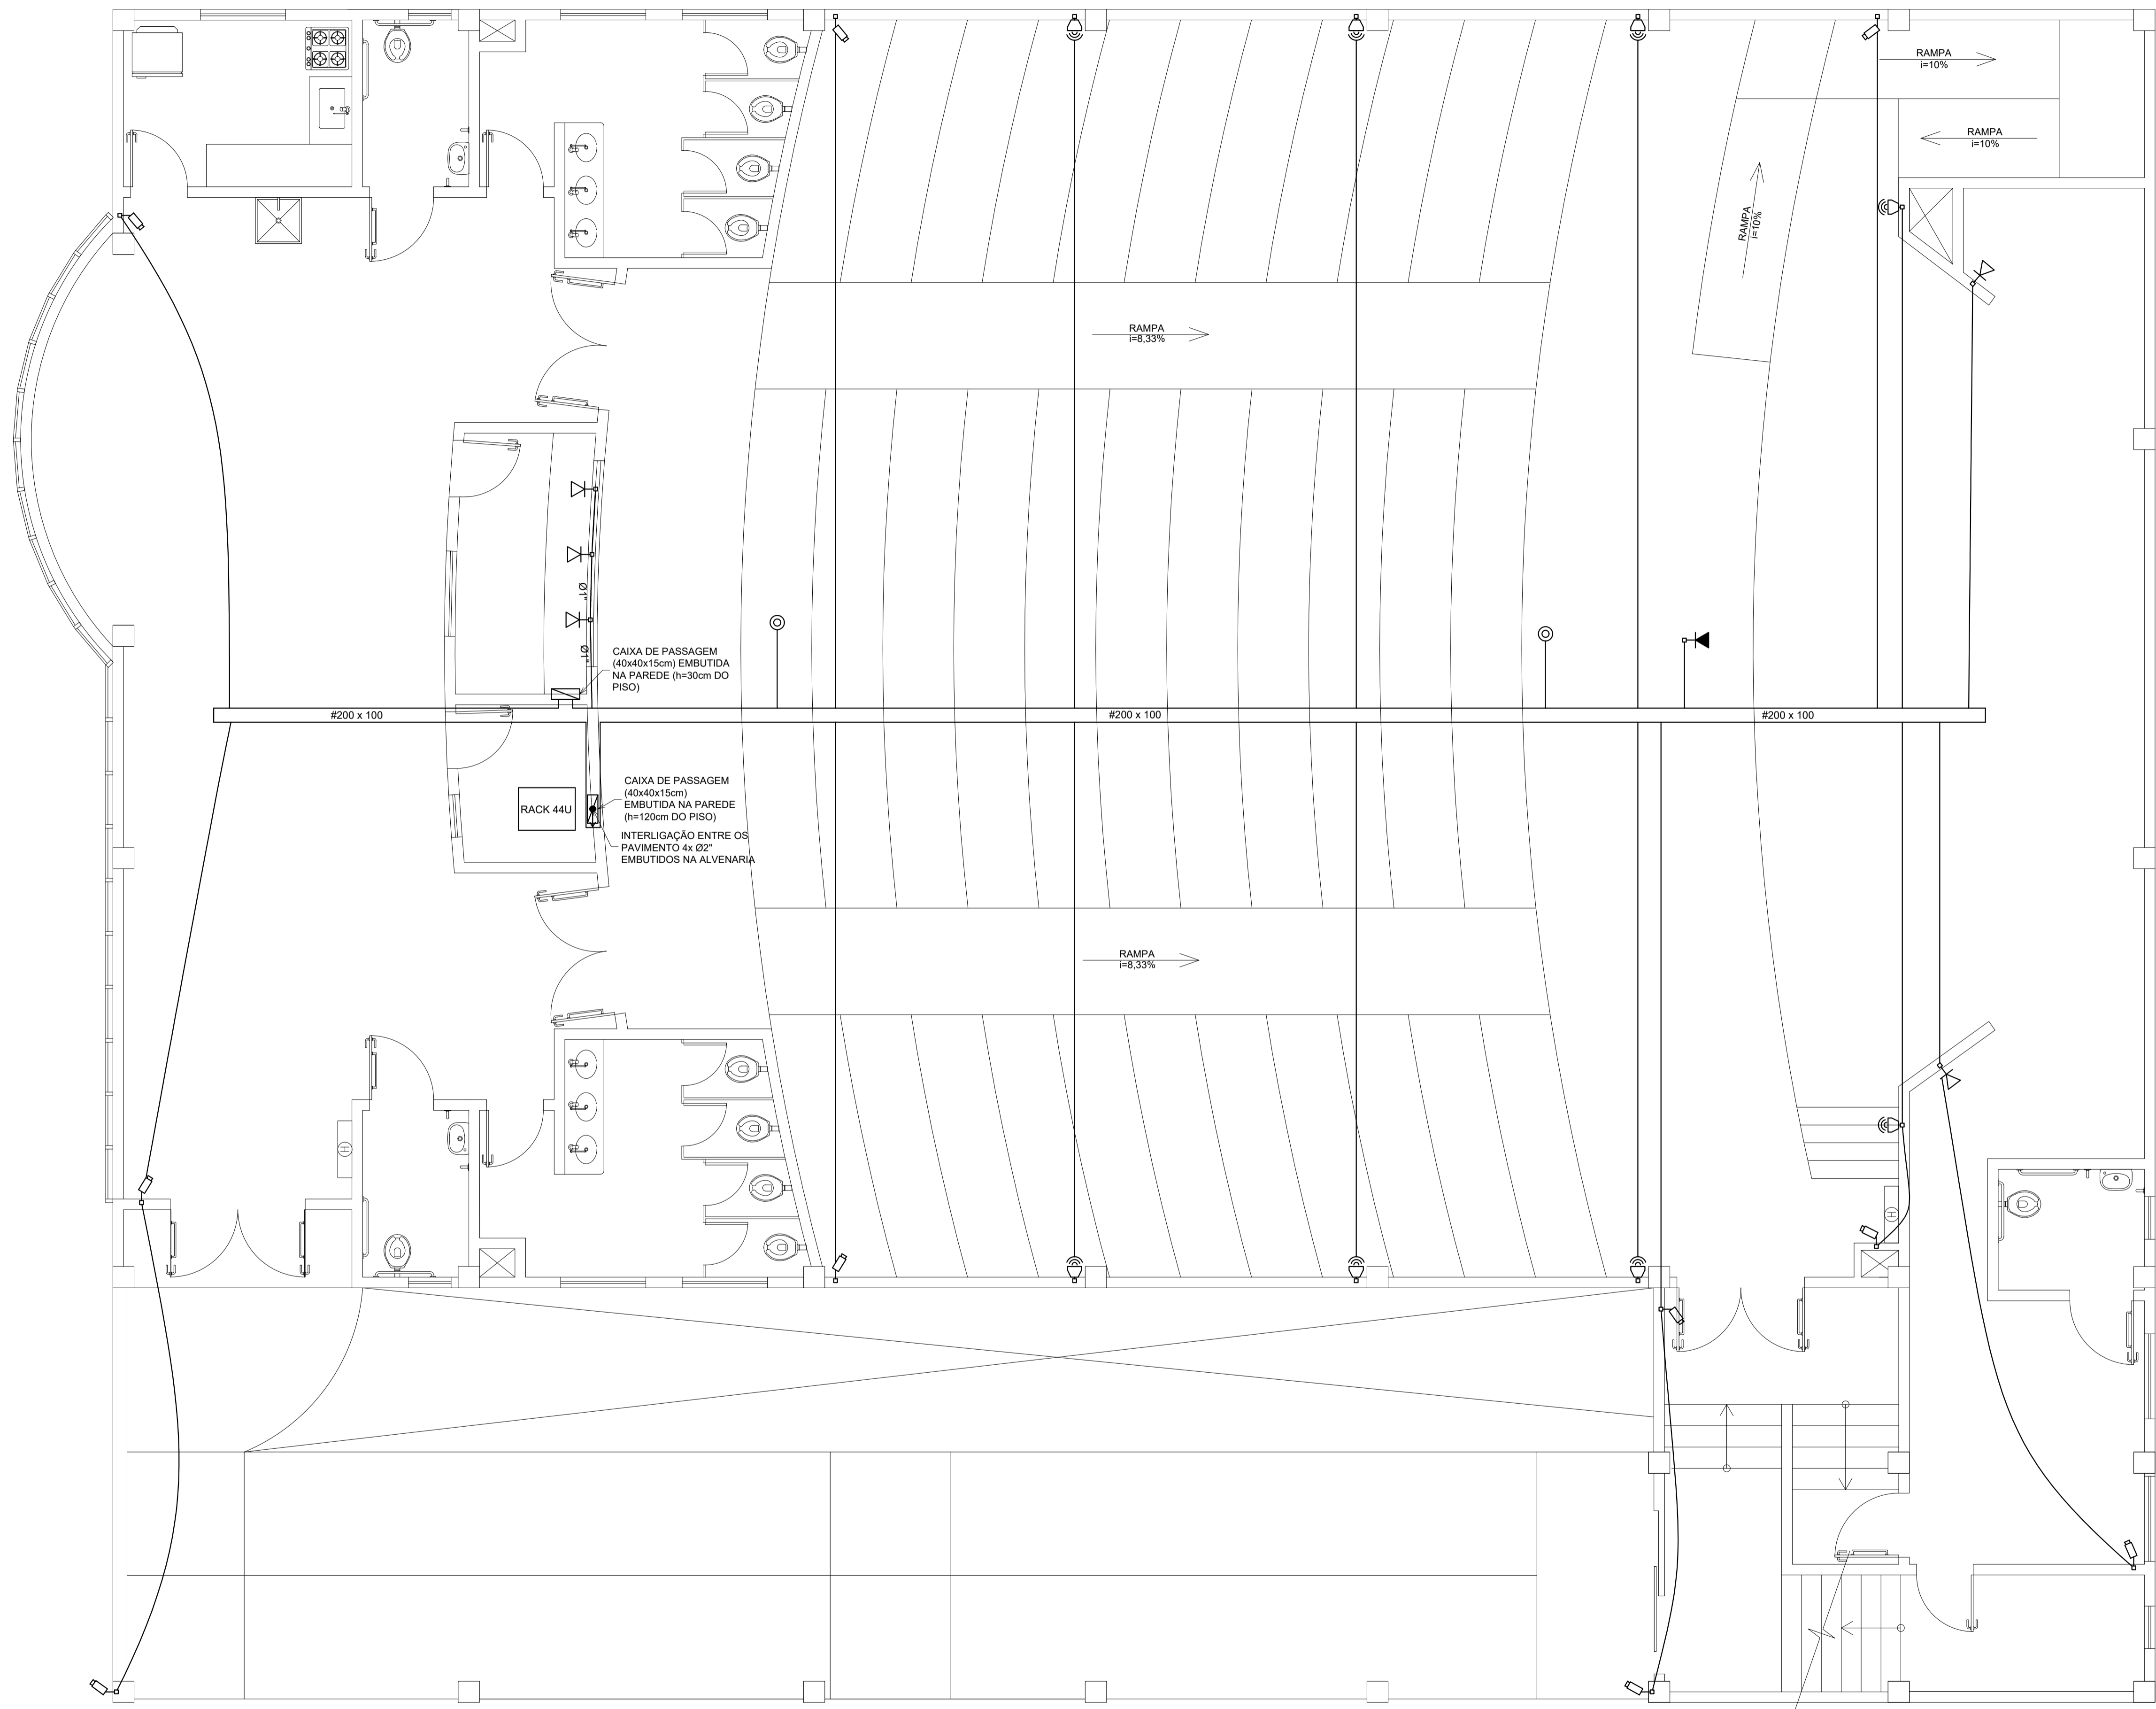 RAMPA
i=10%
RAMPA
i=10%
RAMPA
i=10%
RAMPA
i=8,33%
Ø1"
Ø1"
CAIXA DE PASSAGEM
(40x40x15cm) EMBUTIDA
NA PAREDE (h=30cm DO
PISO)
#200 x 100
#200 x 100
#200 x 100
RACK 44U
CAIXA DE PASSAGEM
(40x40x15cm)
EMBUTIDA NA PAREDE
(h=120cm DO PISO)
INTERLIGAÇÃO ENTRE OS
PAVIMENTO 4x Ø2"
EMBUTIDOS NA ALVENARIA
RAMPA
i=8,33%
H
H